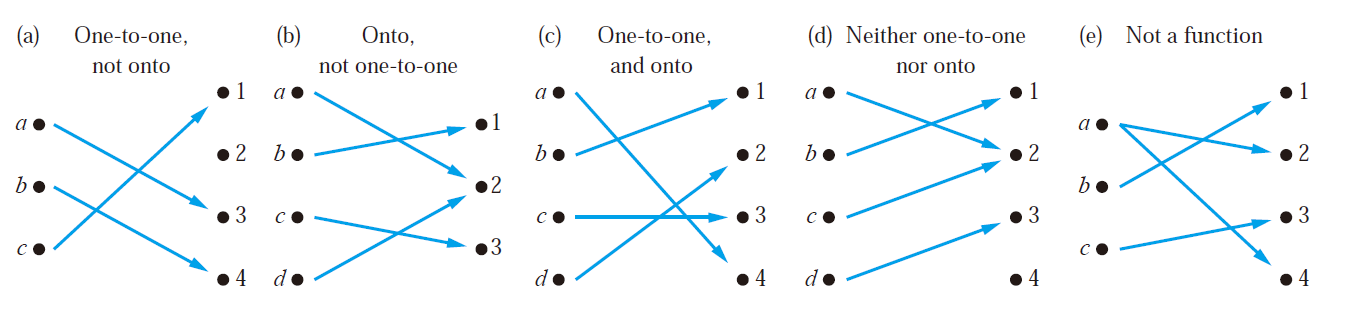 (a) One-to-one,
not onto
a
b
c
1
2
3
4
(b) Onto,
not one-to-one
a
b
c
d
1
2
3
(c) One-to-one,
and onto
a
b
c
d
1
2
3
4
(d) Neither one-to-one
nor onto
a
b
c
d
1
2
3
4
(e) Not a function
a
b
c
1
2
3
4